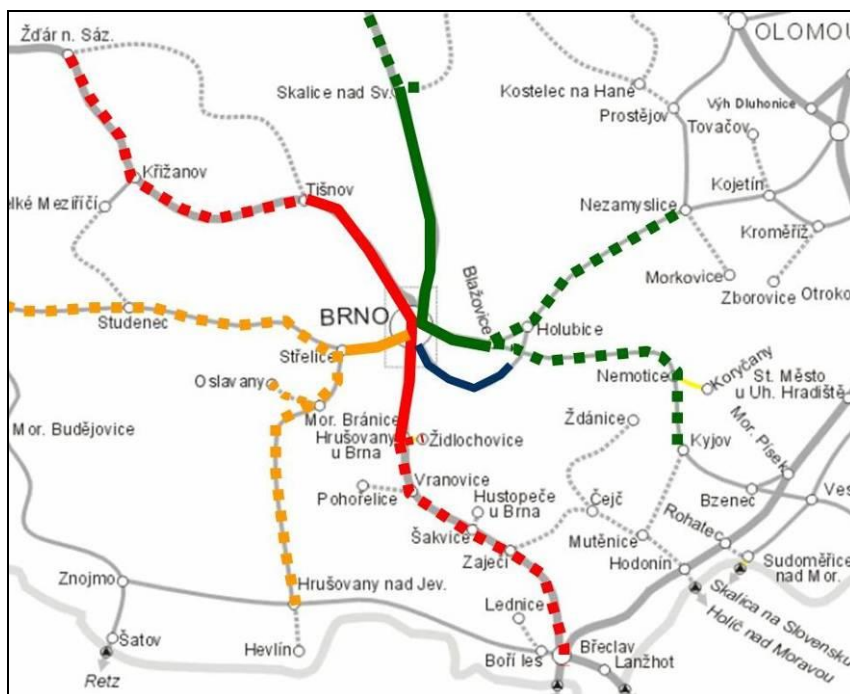 Žďár n. Sáz.
OLOMOU
Skalice nad Sv.
Kostelec na Hané
Prostějov
Výh Dluhonice
Tovačov
Křižanov
Tišnov
elké Meziříčí
Nezamyslice
Kojetín
Kroměříž
Blažovice
Morkovice
Zborovice
Otroko
BRNO
Studenec
Holubice
Střelice
Oslavany
Nemotice
Koryčany
St. Město
u Uh. Hradiště
Mor. Budějovice
Mor. Bránice
Hrušovany
u Brna
Židlochovice
Ždánice
Mor. Písek
Kyjov
Vranovice
Pohořelice
Hustopeče
u Brna
Čejč
Bzenec
Ves
Rohatec
Šakvice
Zaječí
Mutěnice
Hodonín
Sudoměřice
nad Mor.
Znojmo
Hrušovany nad Jev.
Lednice
Skalica na Slovensku
Holíč nad Moravou
Šatov
Hevlín
Boří les
Břeclav
Lanžhot
Retz